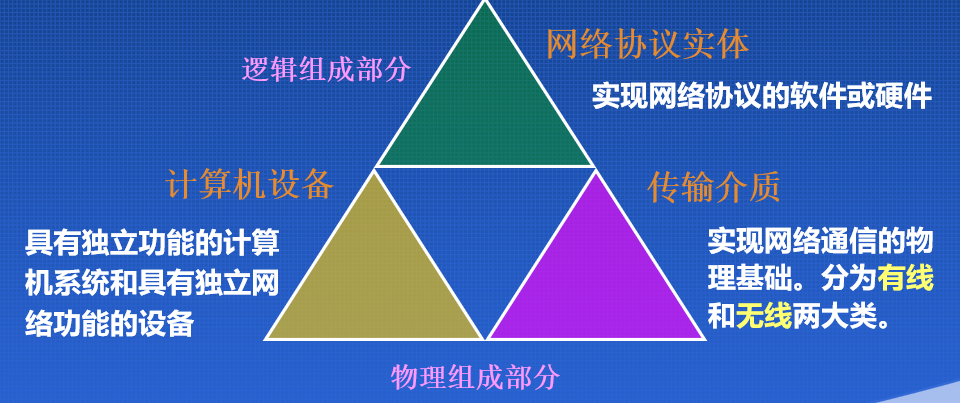 网络协议实体
逻辑组成部分
实现网络协议的软件或硬件
计算机设备
传输介质
具有独立功能的计算
机系统和具有独立网
络功能的设备
实现网络通信的物
理基础。分为有线
和无线两大类。
物理组成部分